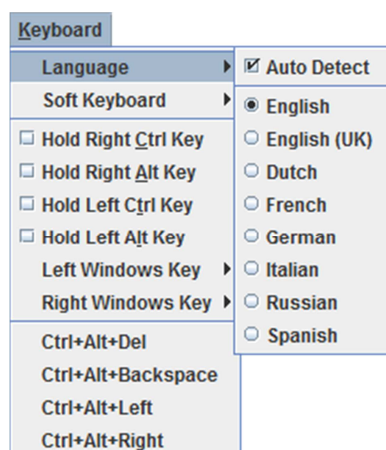 Keyboard
Language
Soft Keyboard
Hold Right Ctrl Key
Hold Right Alt Key
Hold Left Ctrl Key
Hold Left Alt Key
Left Windows Key
Right Windows Key
Ctrl+Alt+Del
Ctrl+Alt+Backspace
Ctrl+Alt+Left
Ctrl+Alt+Right
Auto Detect
English
English (UK)
Dutch
French
German
Italian
Russian
Spanish